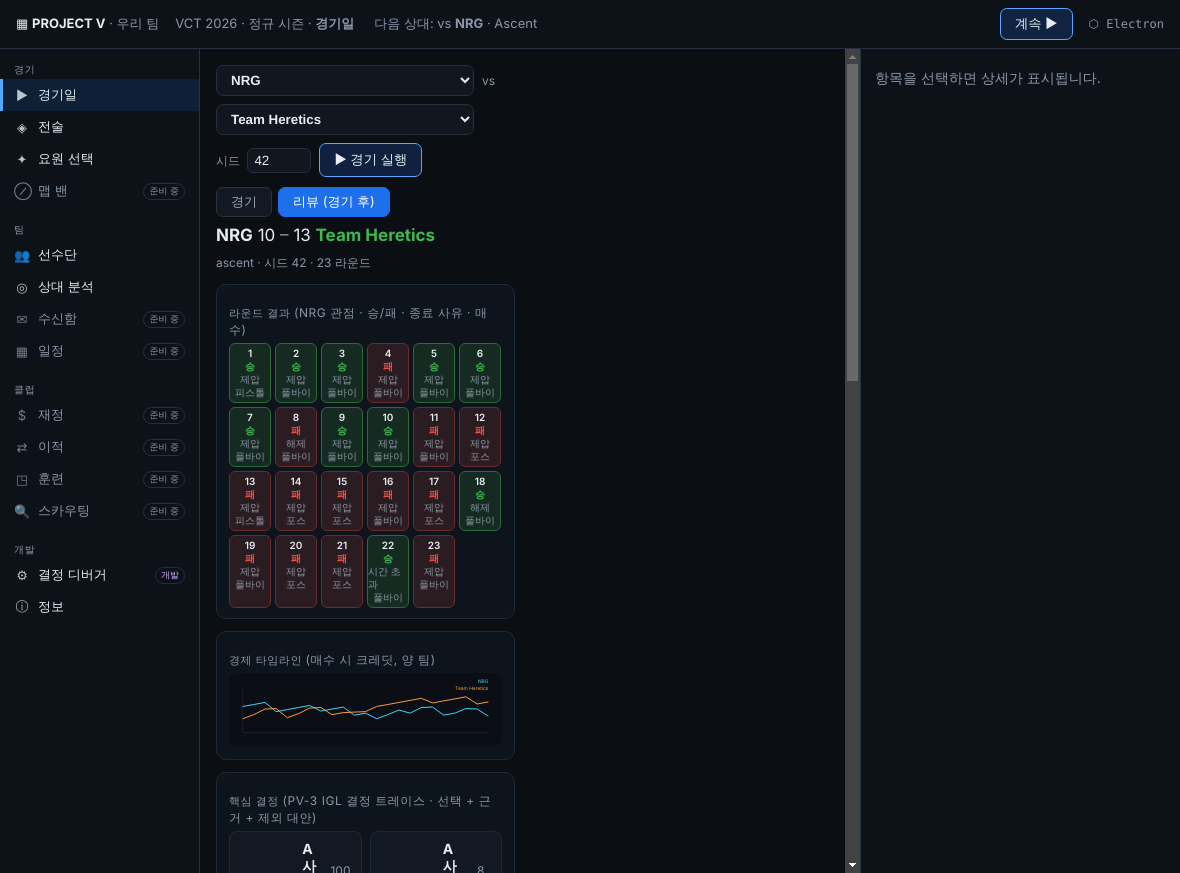 ▦ PROJECT V · 우리 팀 VCT 2026 · 정규 시즌 · 경기일 다음 상대: vs NRG · Ascent 계속 ▶ ⬡ Electron
경기
▶ 경기일
◈ 전술
✦ 요원 선택
맵 밴 준비 중
팀
선수단
◎ 상대 분석
✉ 수신함 준비 중
▦ 일정 준비 중
클럽
$ 재정 준비 중
⇄ 이적 준비 중
◳ 훈련 준비 중
스카우팅 준비 중
개발
⚙ 결정 디버거 개발
ⓘ 정보
NRG vs
Team Heretics
시드 42 ▶ 경기 실행
경기 리뷰 (경기 후)
NRG 10 – 13 Team Heretics
ascent · 시드 42 · 23 라운드
라운드 결과 (NRG 관점 · 승/패 · 종료 사유 · 매
수)
1 2 3 4 5 6
승 승 승 패 승 승
제압 제압 제압 제압 제압 제압
피스톨 풀바이 풀바이 풀바이 풀바이 풀바이
7 8 9 10 11 12
승 패 승 승 패 패
제압 해제 제압 제압 제압 제압
풀바이 풀바이 풀바이 풀바이 풀바이 포스
13 14 15 16 17 18
패 패 패 패 패 승
제압 제압 제압 제압 제압 해제
피스톨 포스 포스 풀바이 포스 풀바이
19 20 21 22 23
패 패 패 승 패
제압 제압 제압 시간 초 제압
풀바이 포스 포스 과 풀바이
풀바이
경제 타임라인 (매수 시 크레딧, 양 팀)
NRG
Team Heretics
핵심 결정 (PV-3 IGL 결정 트레이스 · 선택 + 근
거 + 제외 대안)
A A
사 100 사 8
항목을 선택하면 상세가 표시됩니다.